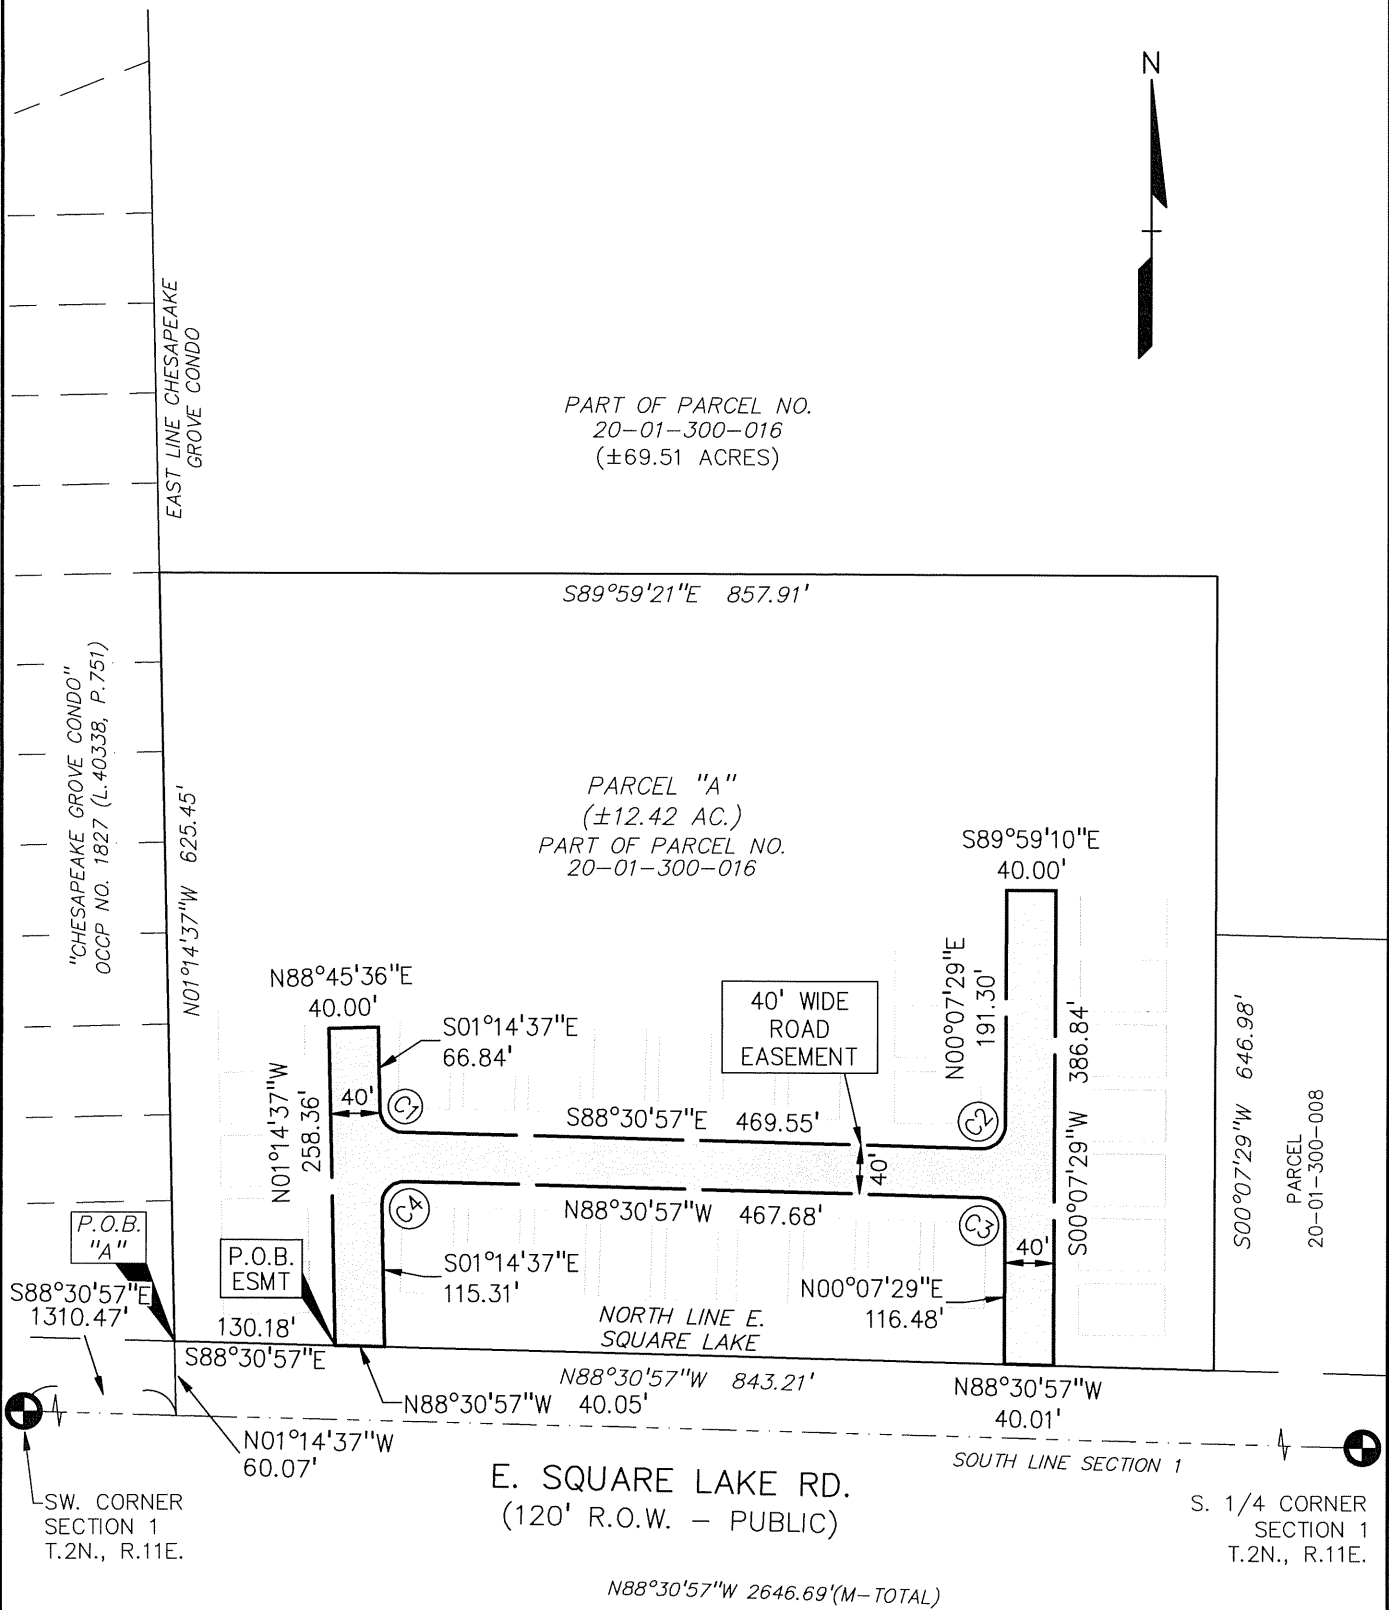 N
EAST LINE CHESAPEAKE
GROVE CONDO
PART OF PARCEL NO.
20-01-300-016
(±69.51 ACRES)
S89°59'21"E 857.91'
"CHESAPEAKE GROVE CONDO"
OCCP NO. 1827 (L.40338, P.751)
N01°14'37"W 625.45'
PARCEL "A"
(±12.42 AC.)
PART OF PARCEL NO.
20-01-300-016
S89°59'10"E
40.00'
N88°45'36"E
40.00'
S01°14'37"E
66.84'
40' WIDE
ROAD
EASEMENT
N00°07'29"E
191.30'
S00°07'29"W 386.84'
S00°07'29"W 646.98'
PARCEL
20-01-300-008
N01°14'37"W
258.36'
40'
C1
S88°30'57"E 469.55'
C2
40'
C4
N88°30'57"W 467.68'
C3
40'
P.O.B.
"A"
P.O.B.
ESMT
S01°14'37"E
115.31'
N00°07'29"E
116.48'
S88°30'57"E
1310.47'
130.18'
S88°30'57"E
NORTH LINE E.
SQUARE LAKE
N88°30'57"W 843.21'
N88°30'57"W 40.05'
N88°30'57"W
40.01'
N01°14'37"W
60.07'
SOUTH LINE SECTION 1
E. SQUARE LAKE RD.
(120' R.O.W. - PUBLIC)
SW. CORNER
SECTION 1
T.2N., R.11E.
S. 1/4 CORNER
SECTION 1
T.2N., R.11E.
N88°30'57"W 2646.69'(M-TOTAL)